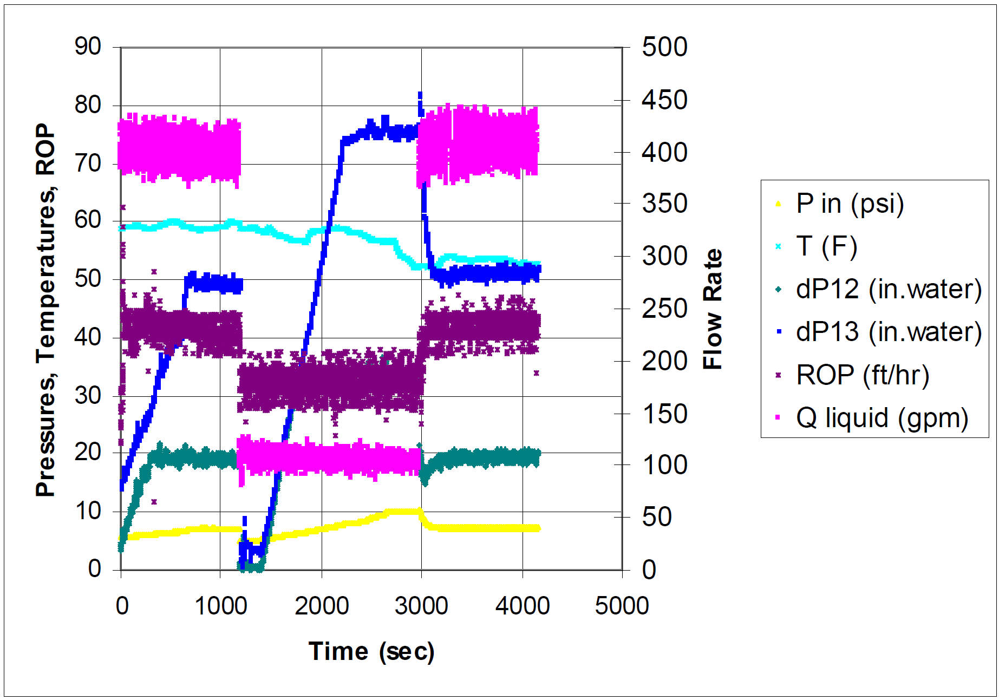 90
80
70
60
50
40
30
20
10
0
Pressures, Temperatures, ROP
500
450
400
350
300
250
200
150
100
50
0
Flow Rate
0 1000 2000 3000 4000 5000
Time (sec)
P in (psi)
T (F)
dP12 (in.water)
dP13 (in.water)
ROP (ft/hr)
Q liquid (gpm)